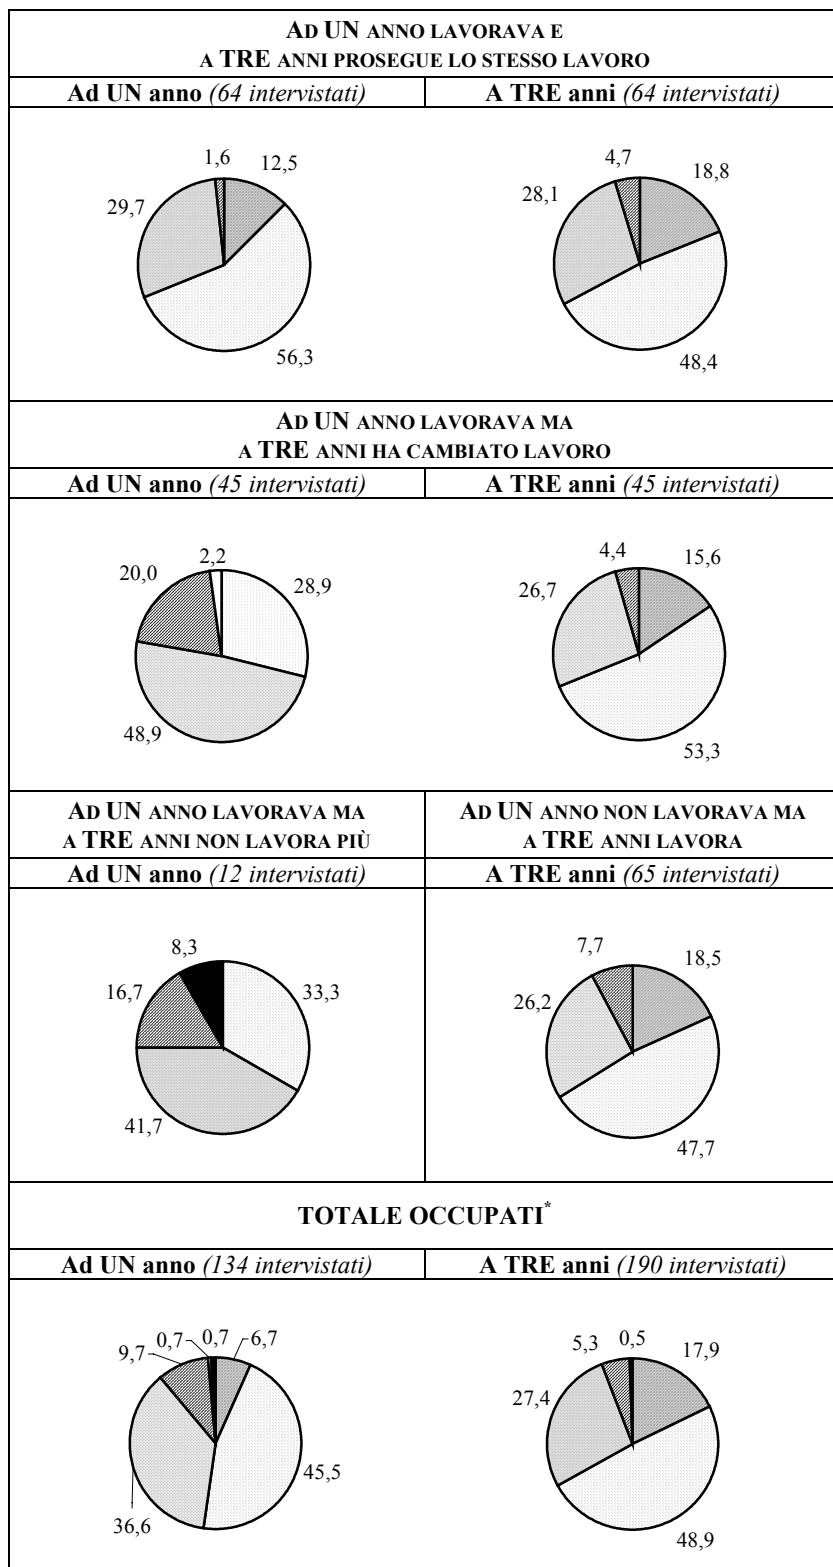 AD UN ANNO LAVORAVA E
A TRE ANNI PROSEGUE LO STESSO LAVORO
Ad UN anno (64 intervistati) A TRE anni (64 intervistati)
1,6 12,5 29,7 56,3
4,7 18,8 28,1 48,4
AD UN ANNO LAVORAVA MA
A TRE ANNI HA CAMBIATO LAVORO
Ad UN anno (45 intervistati) A TRE anni (45 intervistati)
2,2 20,0 28,9 48,9
4,4 15,6 26,7 53,3
AD UN ANNO LAVORAVA MA
A TRE ANNI NON LAVORA PIÙ
Ad UN anno (12 intervistati)
8,3 16,7 33,3 41,7
AD UN ANNO NON LAVORAVA MA
A TRE ANNI LAVORA
A TRE anni (65 intervistati)
7,7 18,5 26,2 47,7
TOTALE OCCUPATI*
Ad UN anno (134 intervistati) A TRE anni (190 intervistati)
0,7 0,7 6,7 9,7 45,5 36,6
5,3 0,5 17,9 27,4 48,9